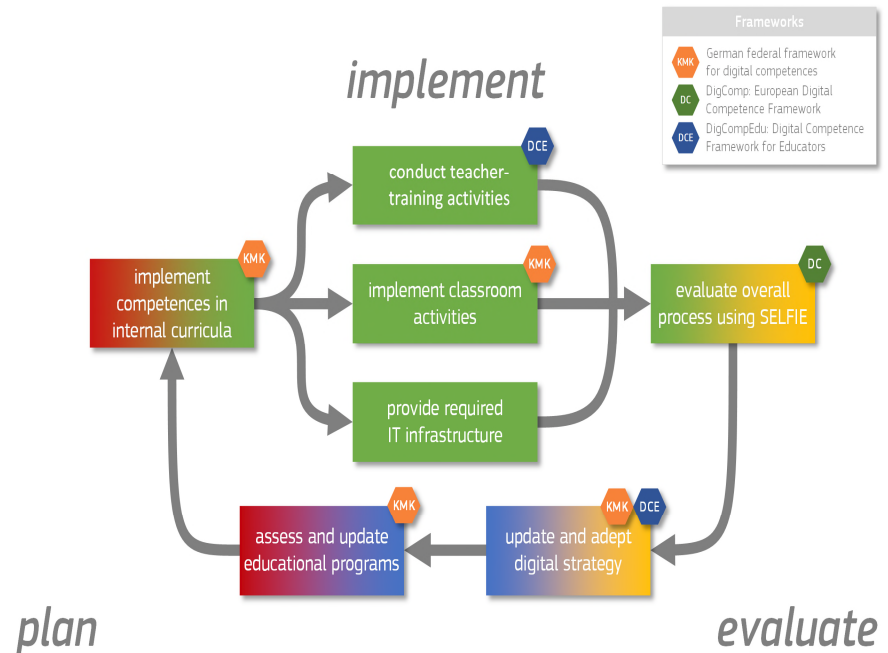 Frameworks
KMK
German federal framework
for digital competences
DC
DigComp: European Digital
Competence Framework
DCE
DigCompEdu: Digital Competence
Framework for Educators
implement
DCE
conduct teacher-
training activities
KMK
implement
competences in
internal curricula
KMK
implement classroom
activities
DC
evaluate overall
process using SELFIE
provide required
IT infrastructure
KMK
assess and update
educational programs
KMK DCE
update and adept
digital strategy
plan
evaluate